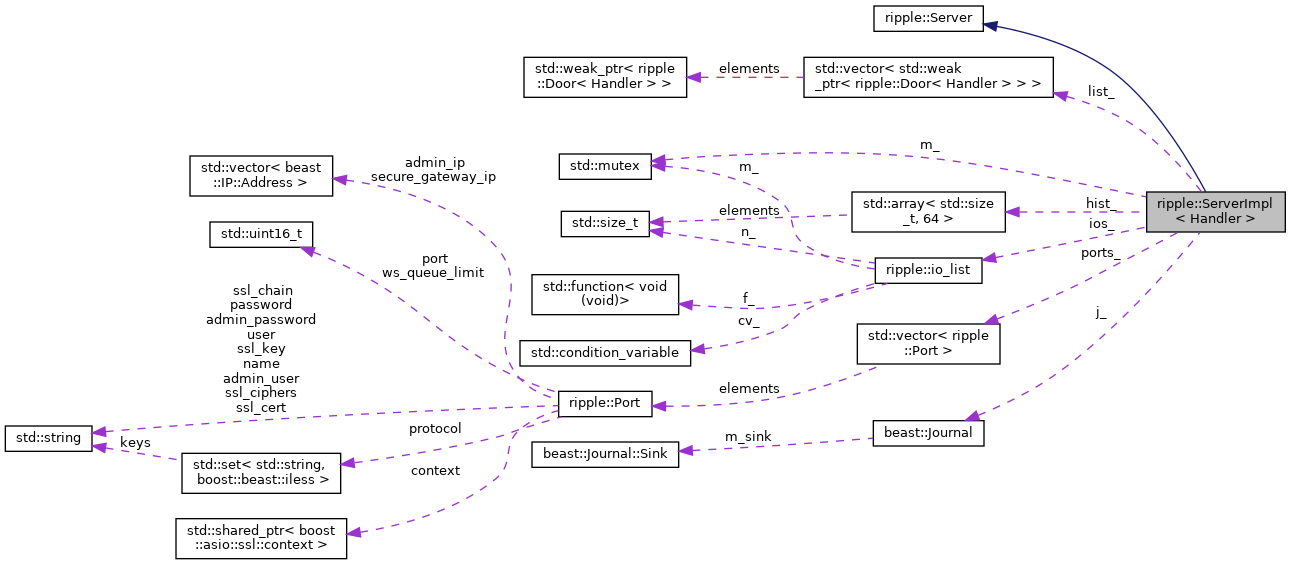 ripple::Server
std::weak_ptr< ripple
::Door< Handler > >
elements
std::vector< std::weak
_ptr< ripple::Door< Handler > > >
list_
std::vector< beast
::IP::Address >
admin_ip
secure_gateway_ip
std::mutex
m_
m_
std::array< std::size
_t, 64 >
hist_
ripple::ServerImpl
< Handler >
std::uint16_t
std::size_t
elements
n_
ios_
port
ws_queue_limit
std::function< void
(void)>
f_
ripple::io_list
ports_
ssl_chain
password
admin_password
user
ssl_key
name
admin_user
ssl_ciphers
ssl_cert
cv_
std::condition_variable
std::vector< ripple
::Port >
j_
ripple::Port
elements
std::string
keys
protocol
std::set< std::string,
boost::beast::iless >
context
beast::Journal::Sink
m_sink
beast::Journal
std::shared_ptr< boost
::asio::ssl::context >